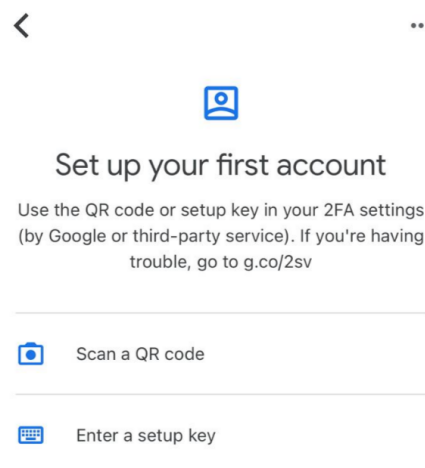 Set up your first account
Use the QR code or setup key in your 2FA settings
(by Google or third-party service). If you're having
trouble, go to g.co/2sv
Scan a QR code
Enter a setup key